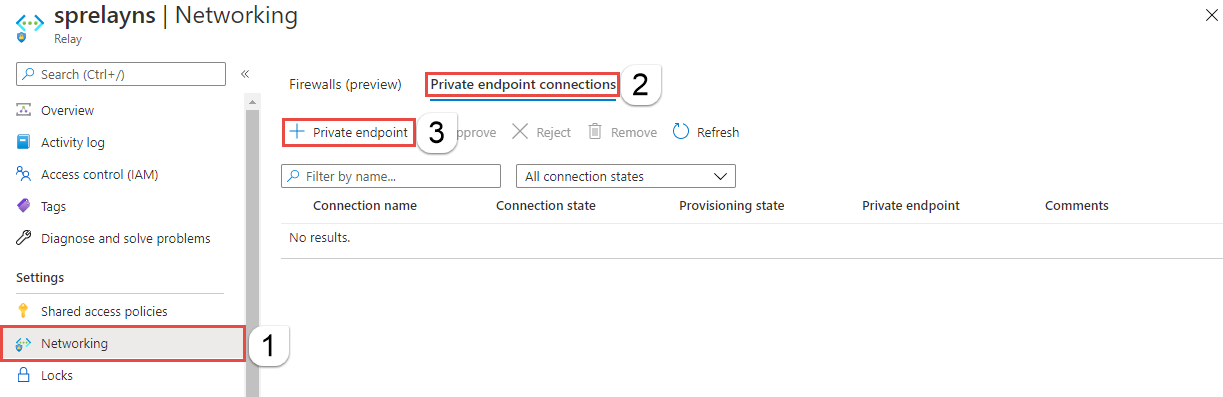 sprelayns | Networking
Relay
Search (Ctrl+/)
«
Overview
Activity log
Access control (IAM)
Tags
Diagnose and solve problems
Settings
Shared access policies
Networking
1
Locks
Firewalls (preview)
Private endpoint connections
2
+ Private endpoint
3
pprove
Reject
Remove
Refresh
Filter by name...
All connection states
Connection name Connection state Provisioning state Private endpoint Comments
No results.